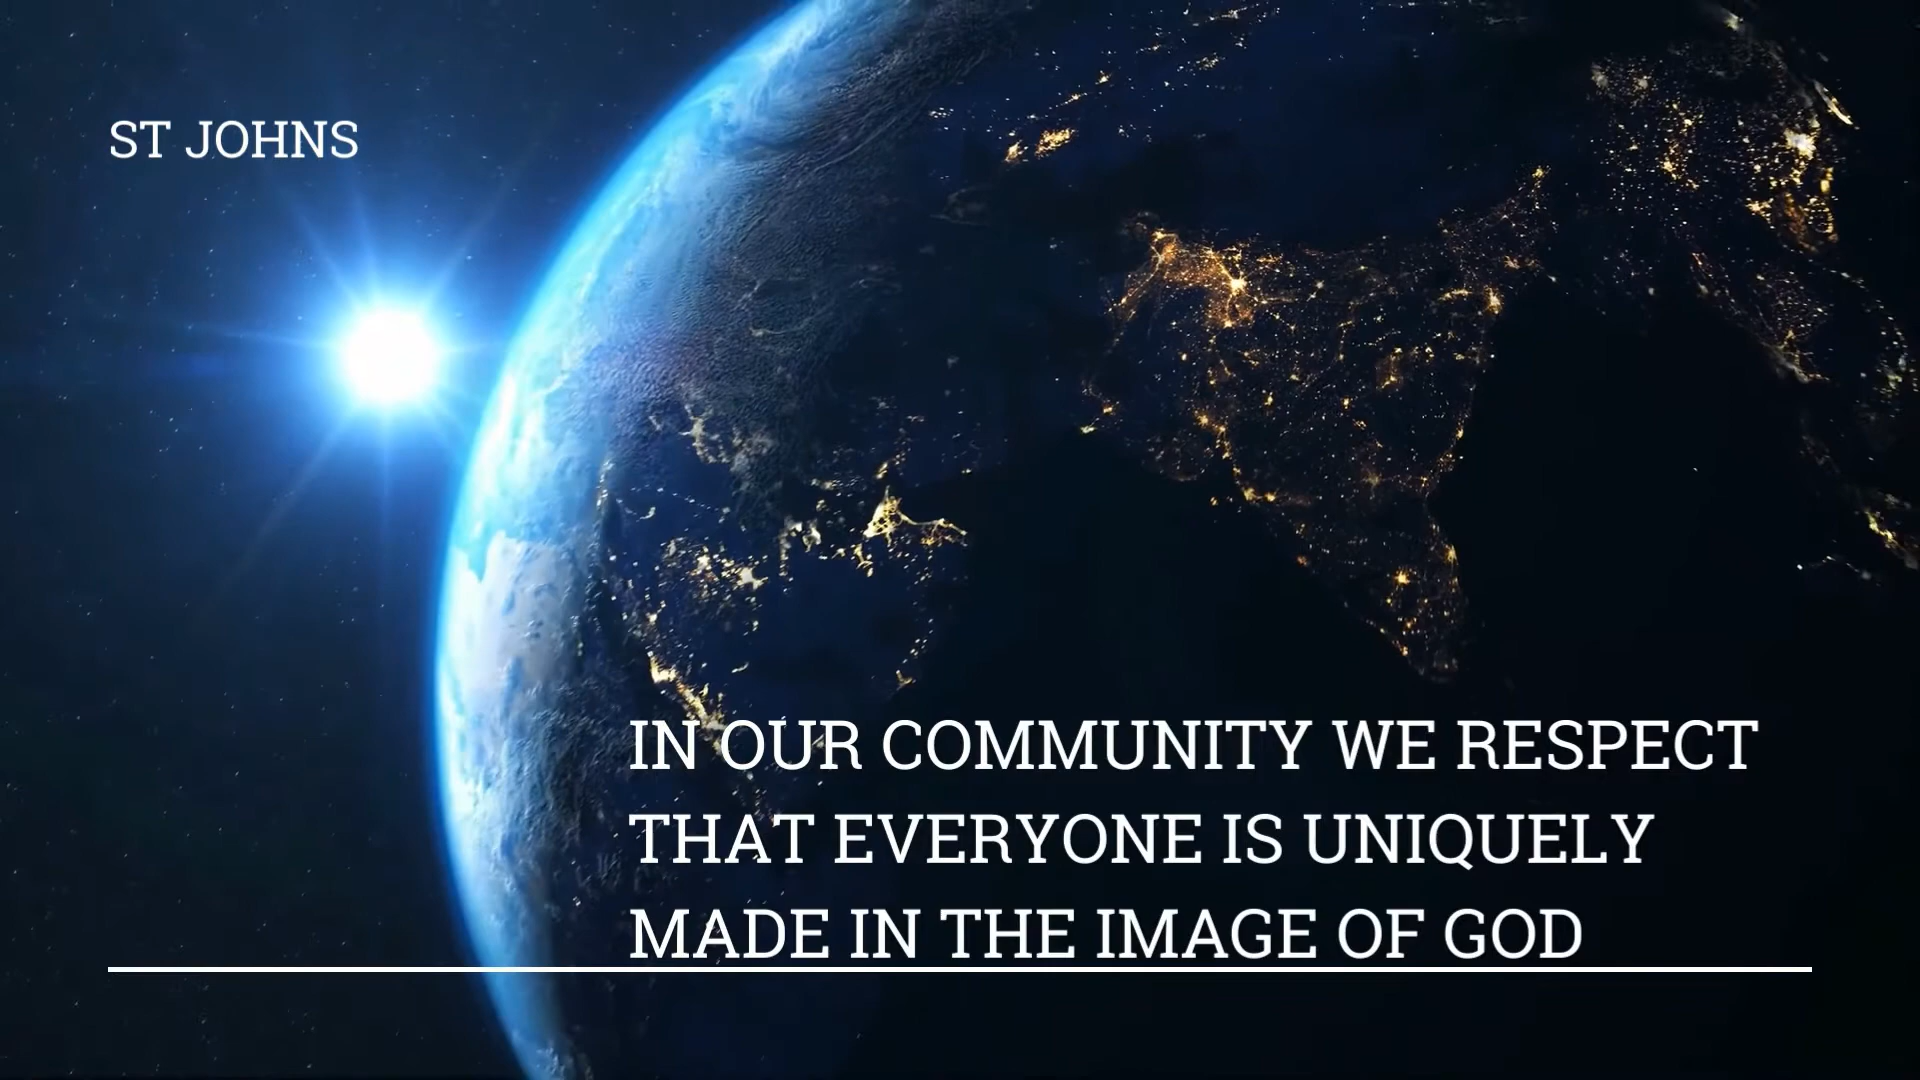 ST JOHNS
IN OUR COMMUNITY WE RESPECT
THAT EVERYONE IS UNIQUELY
MADE IN THE IMAGE OF GOD